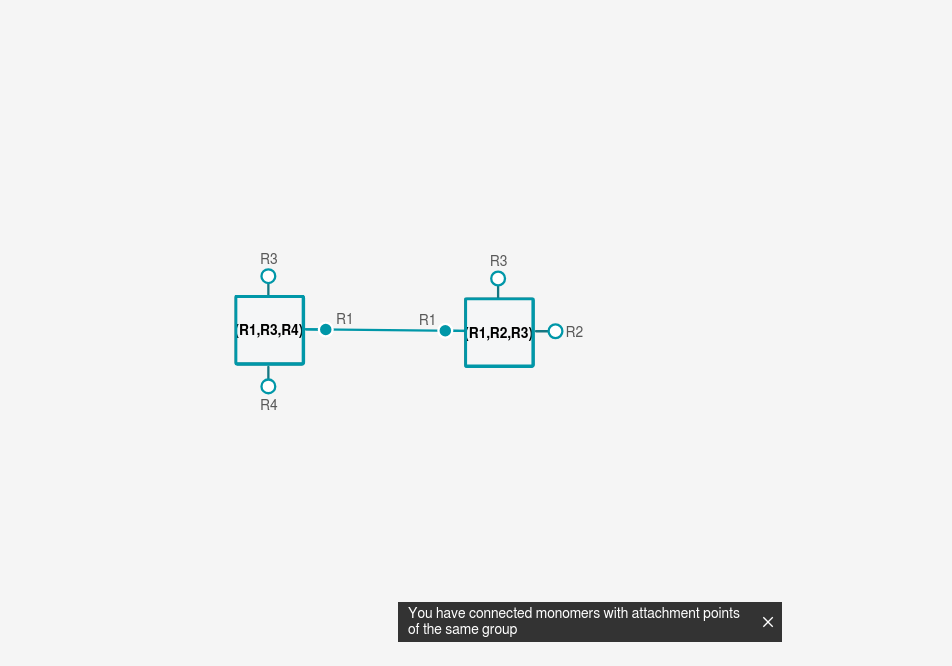 R3
R3
(R1,R3,R4)
R1
R1
(R1,R2,R3)
R2
R4
You have connected monomers with attachment points
of the same group